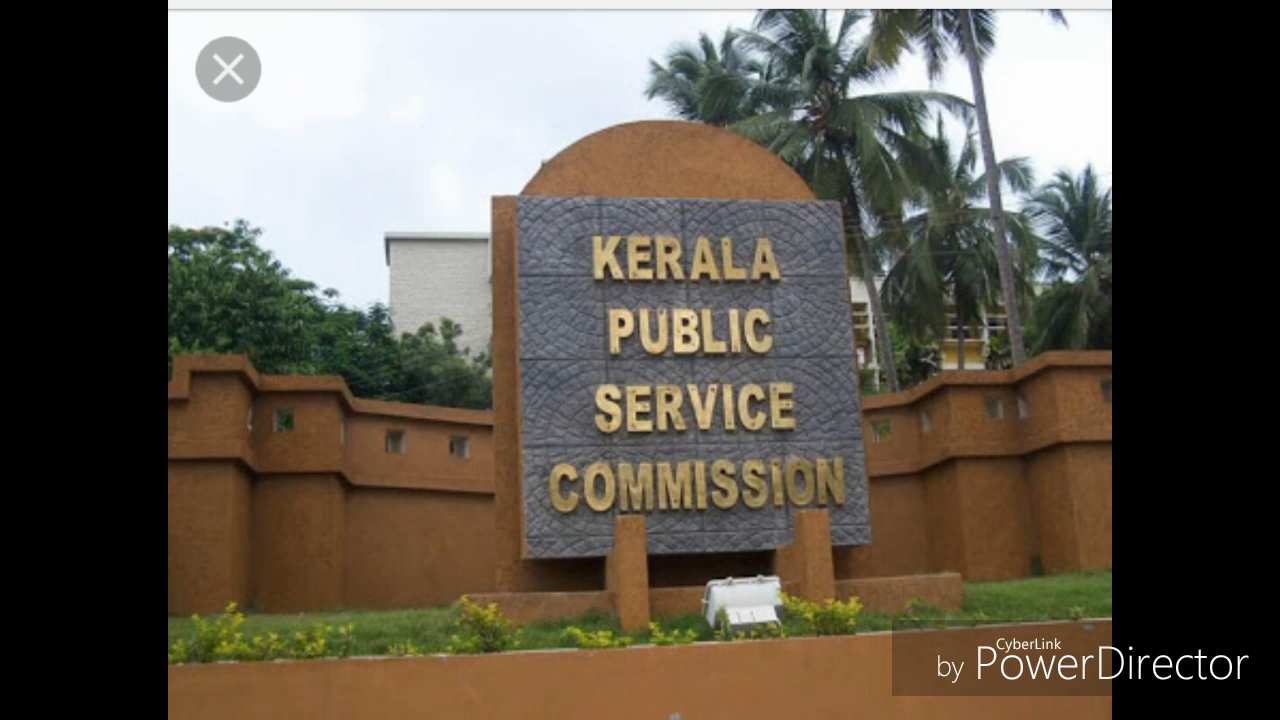 KERALA
PUBLIC
SERVICE
COMMISSION
CyberLink
by PowerDirector